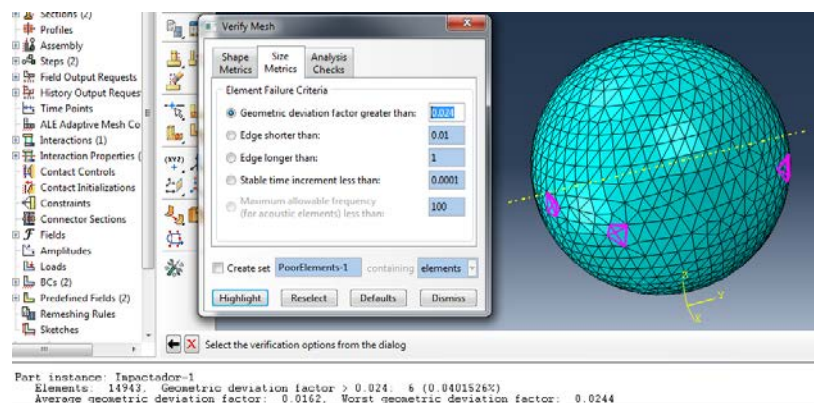 Sections (2)
Profiles
Assembly
Steps (2)
Field Output Requests
History Output Reques
Time Points
ALE Adaptive Mesh Co
Interactions (1)
Interaction Properties (
Contact Controls
Contact Initializations
Constraints
Connector Sections
Fields
Amplitudes
Loads
BCs (2)
Predefined Fields (2)
Remeshing Rules
Sketches
(XYZ)
Verify Mesh
Shape Metrics
Size Metrics
Analysis Checks
Element Failure Criteria
Geometric deviation factor greater than: 0.024
Edge shorter than: 0.01
Edge longer than: 1
Stable time increment less than: 0.0001
Maximum allowable frequency
(for acoustic elements) less than: 100
Create set PoorElements-1 containing elements
Highlight Reselect Defaults Dismiss
Z
Y
X
Select the verification options from the dialog
Part instance: Impactador-1
Elements: 14943, Geometric deviation factor > 0.024: 6 (0.0401526%)
Average geometric deviation factor: 0.0162, Worst geometric deviation factor: 0.0244